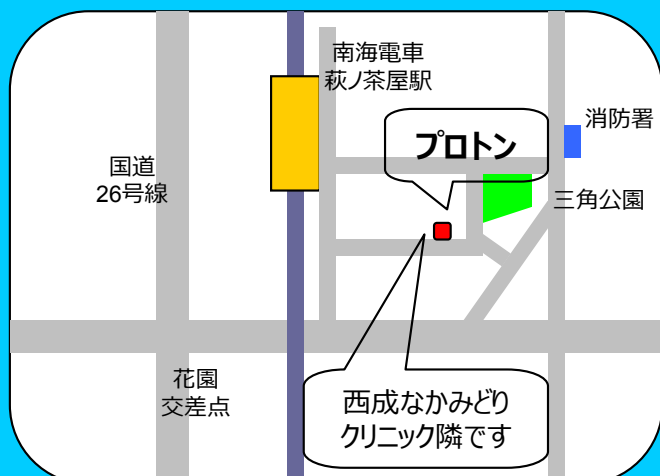 南海電車
萩ノ茶屋駅
消防署
プロトン
国道
26号線
三角公園
花園
交差点
西成なかみどり
クリニック隣です